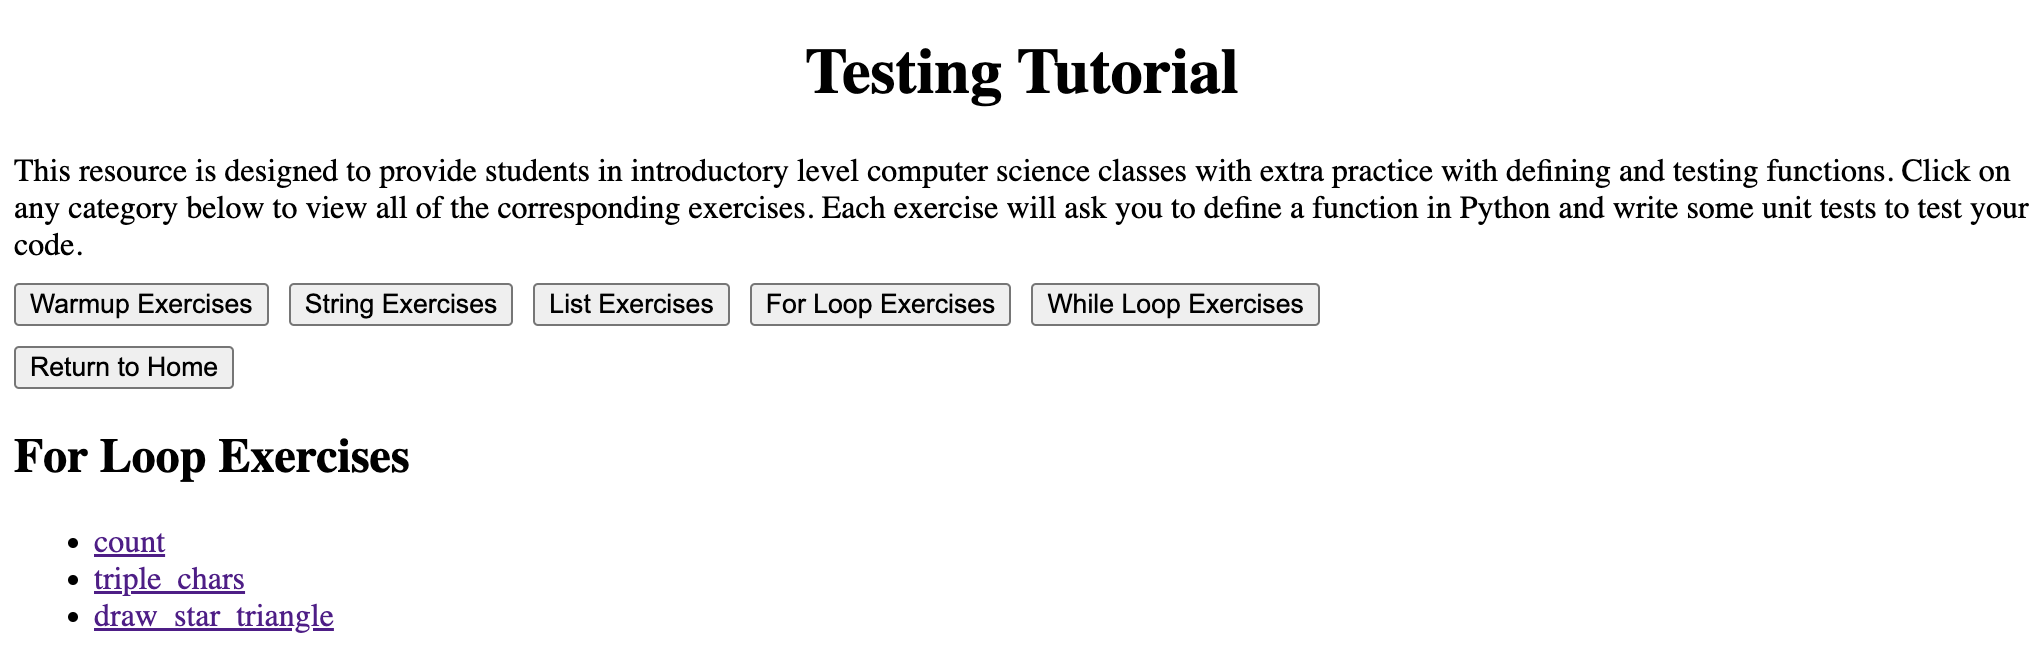 Testing Tutorial
This resource is designed to provide students in introductory level computer science classes with extra practice with defining and testing functions. Click on
any category below to view all of the corresponding exercises. Each exercise will ask you to define a function in Python and write some unit tests to test your
code.
Warmup Exercises String Exercises List Exercises For Loop Exercises While Loop Exercises
Return to Home
For Loop Exercises
• count
• triple_chars
• draw_star_triangle